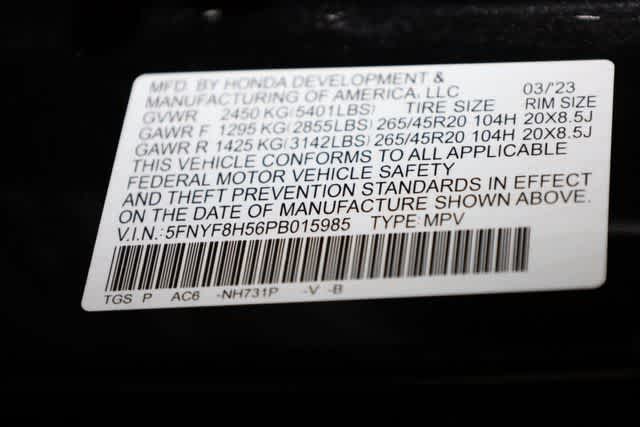 MFD. BY HONDA DEVELOPMENT &
MANUFACTURING OF AMERICA, LLC 03/'23
GVWR 2450 KG(5401LBS) TIRE SIZE RIM SIZE
GAWR F 1295 KG(2855LBS) 265/45R20 104H 20X8.5J
GAWR R 1425 KG(3142LBS) 265/45R20 104H 20X8.5J
THIS VEHICLE CONFORMS TO ALL APPLICABLE
FEDERAL MOTOR VEHICLE SAFETY
AND THEFT PREVENTION STANDARDS IN EFFECT
ON THE DATE OF MANUFACTURE SHOWN ABOVE.
V.I.N.: 5FNYF8H56PB015985 TYPE: MPV
TGS P AC6 -NH731P -V -B